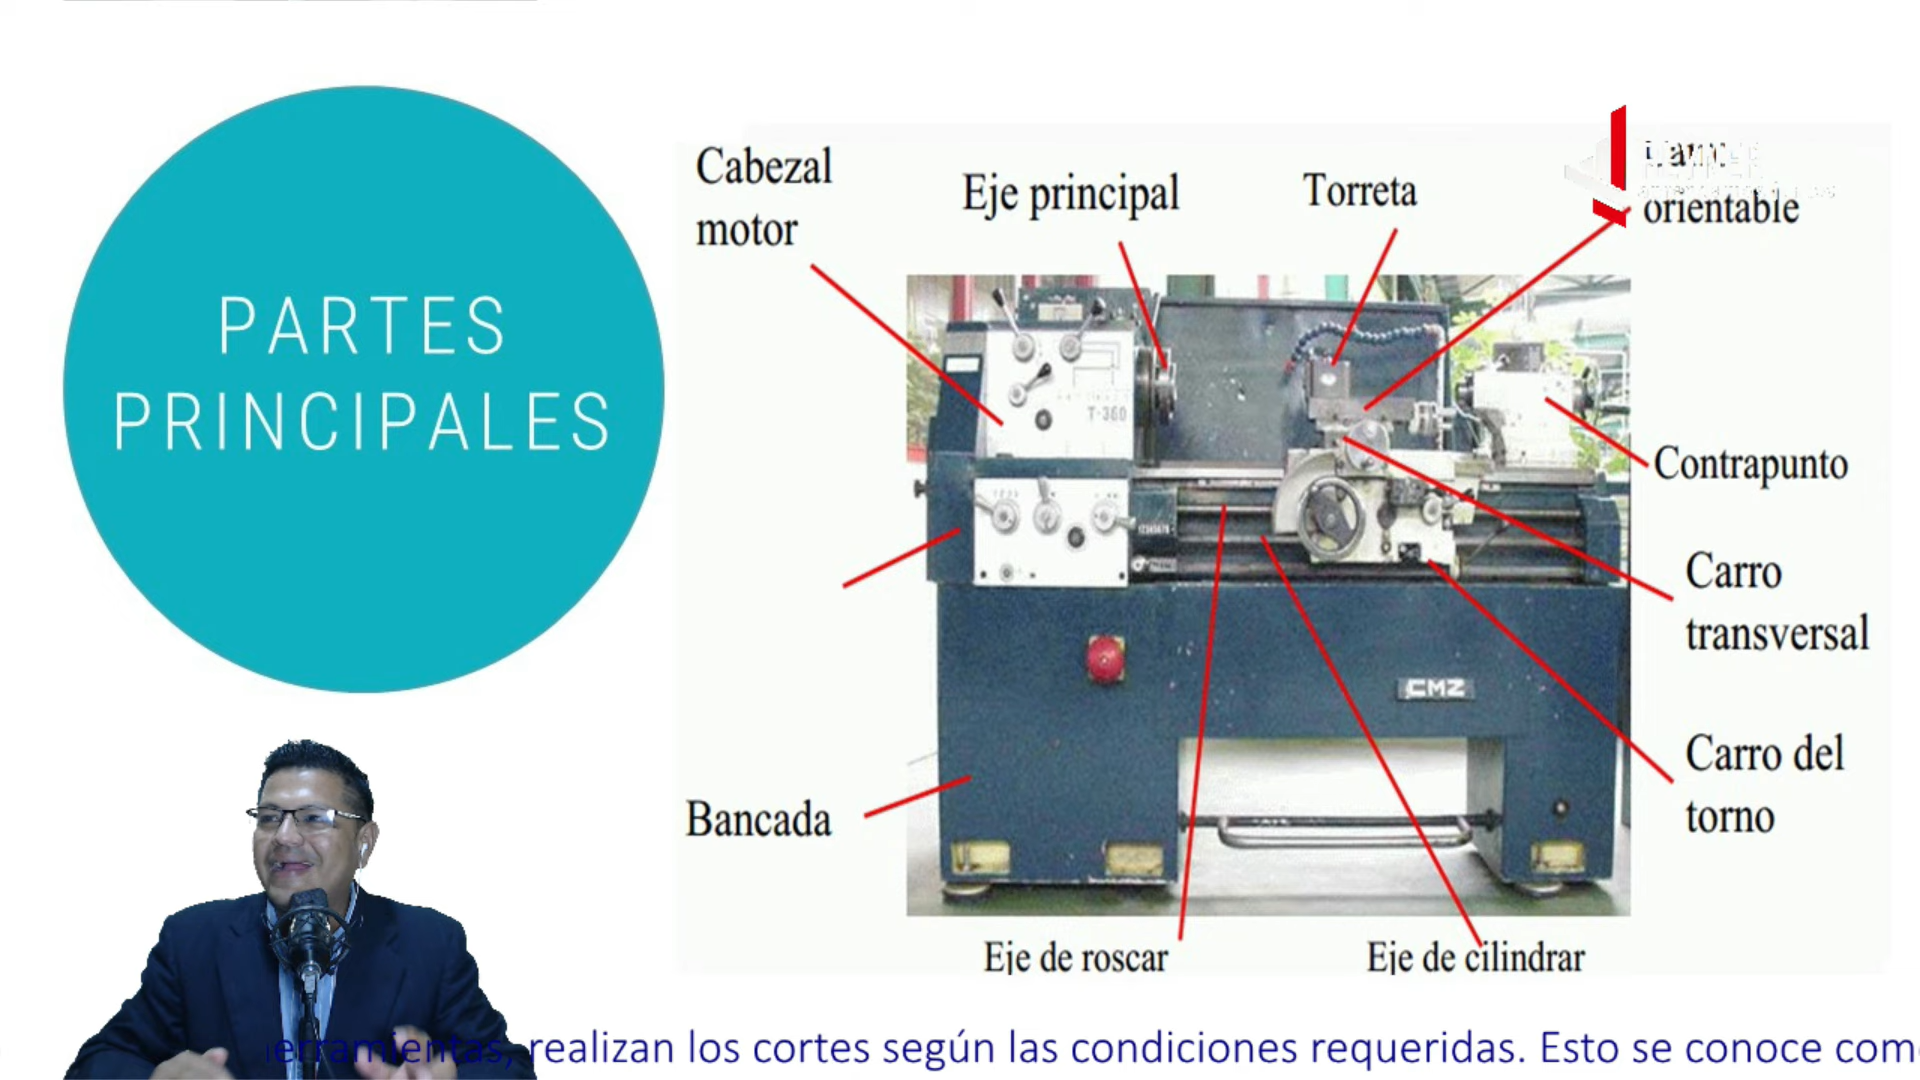 PARTES
PRINCIPALES
Cabezal
motor
Eje principal
Torreta
orientable
T-360
Contrapunto
Carro
transversal
CMZ
Carro del
torno
Bancada
Eje de roscar
Eje de cilindrar
erramientas, realizan los cortes según las condiciones requeridas. Esto se conoce com